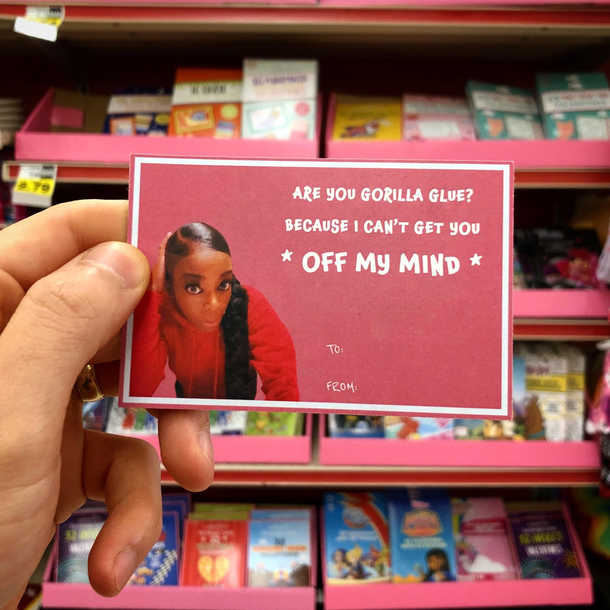 ARE YOU GORILLA GLUE?
BECAUSE I CAN'T GET YOU
* OFF MY MIND *
TO:
FROM: